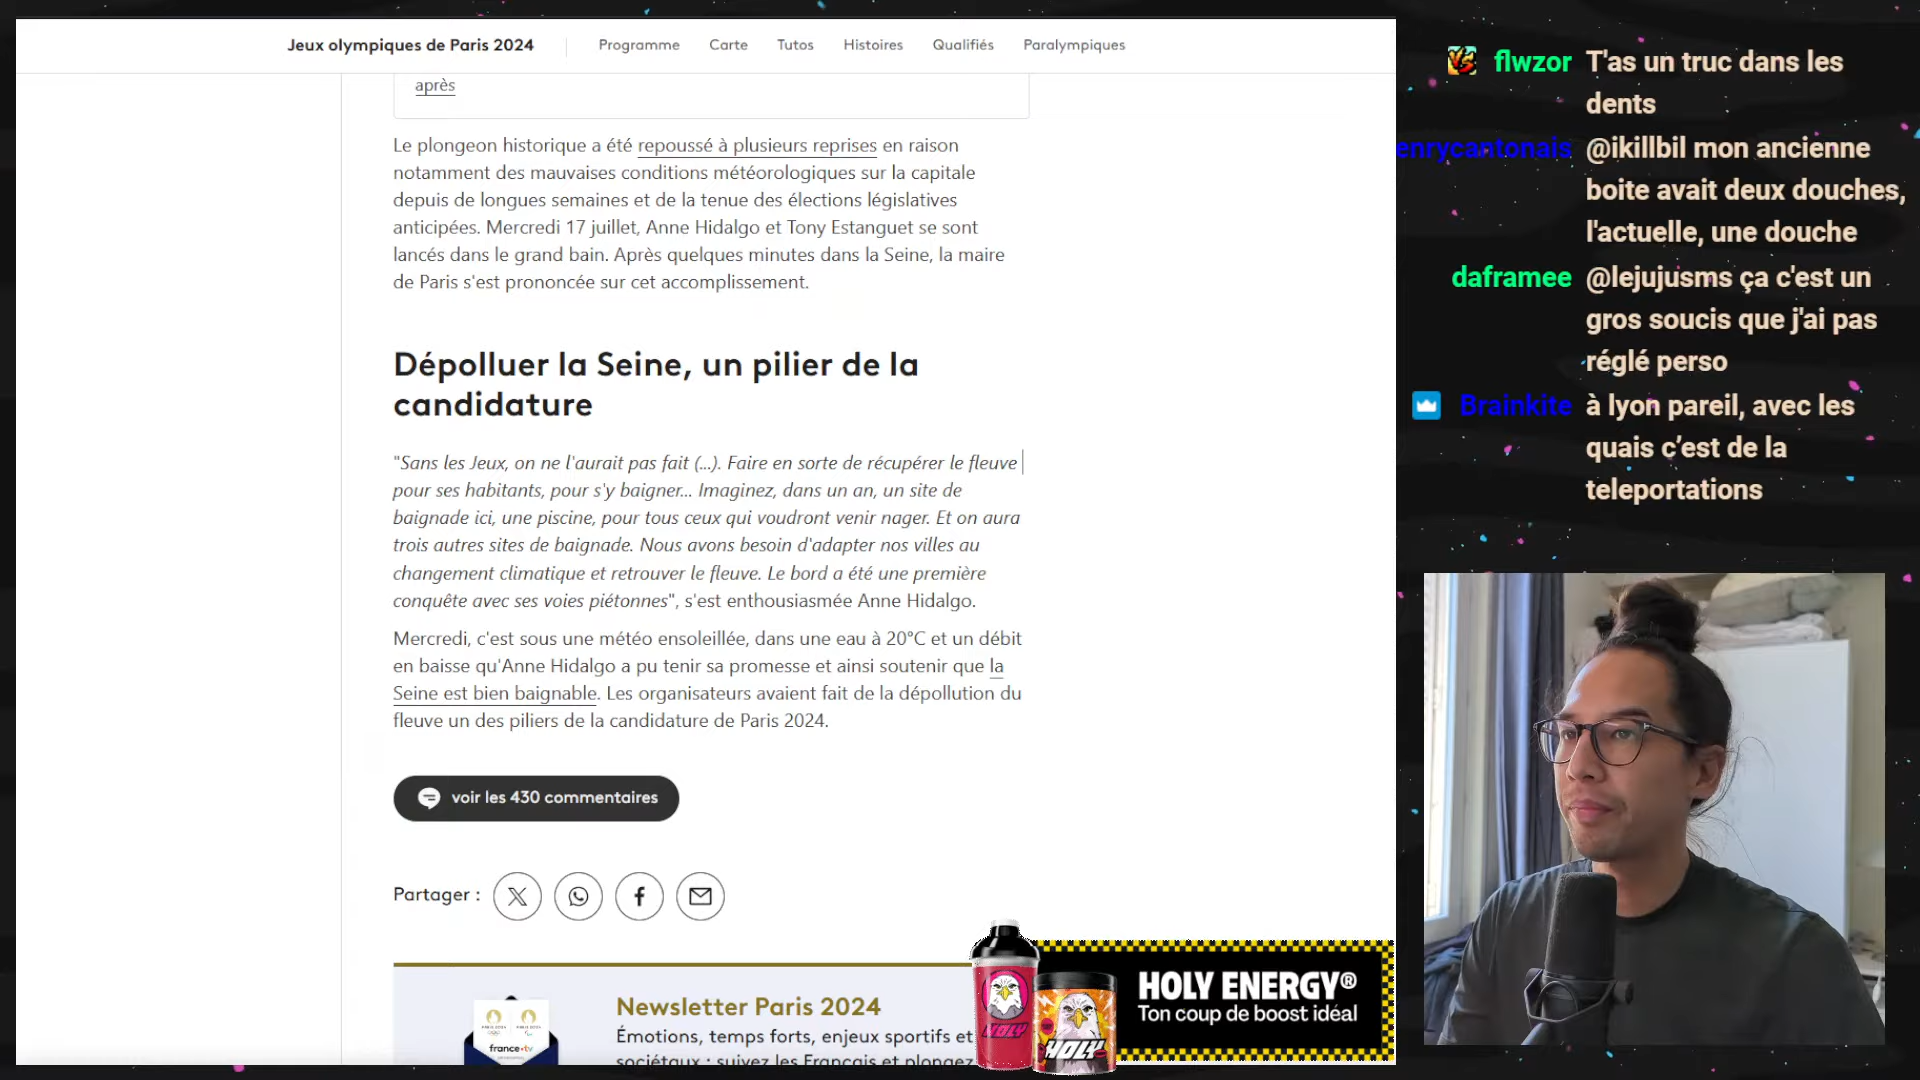 Jeux olympiques de Paris 2024
Programme
Carte
Tutos
Histoires
Qualifiés
Paralympiques
après
Le plongeon historique a été repoussé à plusieurs reprises en raison
notamment des mauvaises conditions météorologiques sur la capitale
depuis de longues semaines et de la tenue des élections législatives
anticipées. Mercredi 17 juillet, Anne Hidalgo et Tony Estanguet se sont
lancés dans le grand bain. Après quelques minutes dans la Seine, la maire
de Paris s'est prononcée sur cet accomplissement.
Dépolluer la Seine, un pilier de la
candidature
"Sans les Jeux, on ne l'aurait pas fait (...). Faire en sorte de récupérer le fleuve
pour ses habitants, pour s'y baigner... Imaginez, dans un an, un site de
baignade ici, une piscine, pour tous ceux qui voudront venir nager. Et on aura
trois autres sites de baignade. Nous avons besoin d'adapter nos villes au
changement climatique et retrouver le fleuve. Le bord a été une première
conquête avec ses voies piétonnes", s'est enthousiasmée Anne Hidalgo.
Mercredi, c'est sous une météo ensoleillée, dans une eau à 20°C et un débit
en baisse qu'Anne Hidalgo a pu tenir sa promesse et ainsi soutenir que la
Seine est bien baignable. Les organisateurs avaient fait de la dépollution du
fleuve un des piliers de la candidature de Paris 2024.
voir les 430 commentaires
Partager :
Newsletter Paris 2024
Émotions, temps forts, enjeux sportifs et
sociétaux : suivez les Français et plongez
france•tv
HOLY
HOLY
HOLY ENERGY®
Ton coup de boost idéal
flwzor T'as un truc dans les
dents
enrycantonais @ikillbil mon ancienne
boite avait deux douches,
l'actuelle, une douche
daframee @lejujusms ça c'est un
gros soucis que j'ai pas
réglé perso
Brainkite à lyon pareil, avec les
quais c’est de la
teleportations